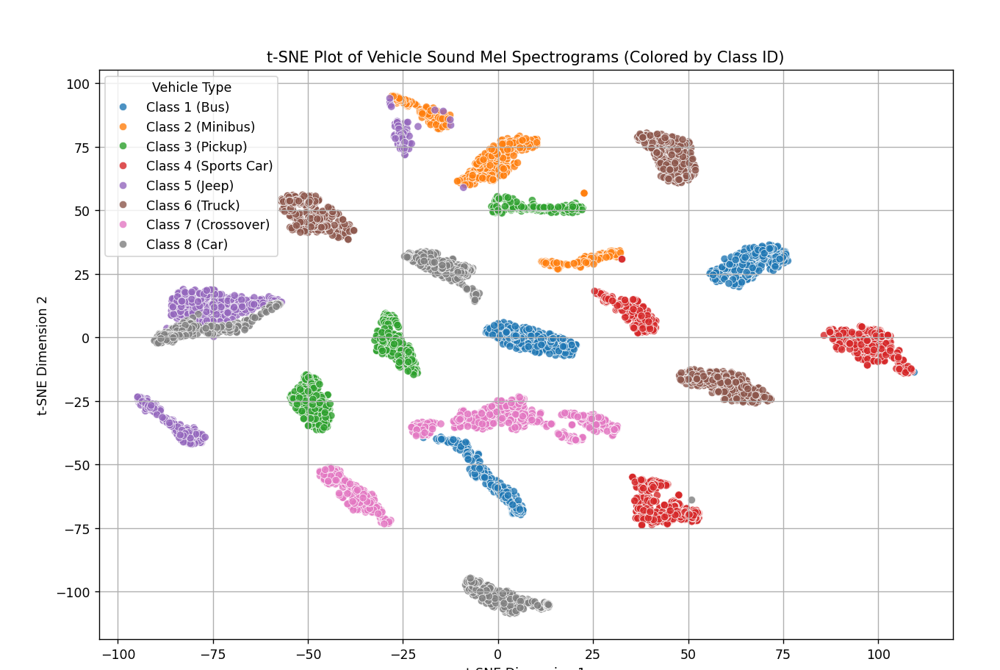 t-SNE Plot of Vehicle Sound Mel Spectrograms (Colored by Class ID)
Vehicle Type
Class 1 (Bus)
Class 2 (Minibus)
Class 3 (Pickup)
Class 4 (Sports Car)
Class 5 (Jeep)
Class 6 (Truck)
Class 7 (Crossover)
Class 8 (Car)
t-SNE Dimension 2
100
75
50
25
0
−25
−50
−75
−100
−100
−75
−50
−25
0
25
50
75
100
t-SNE Dimension 1